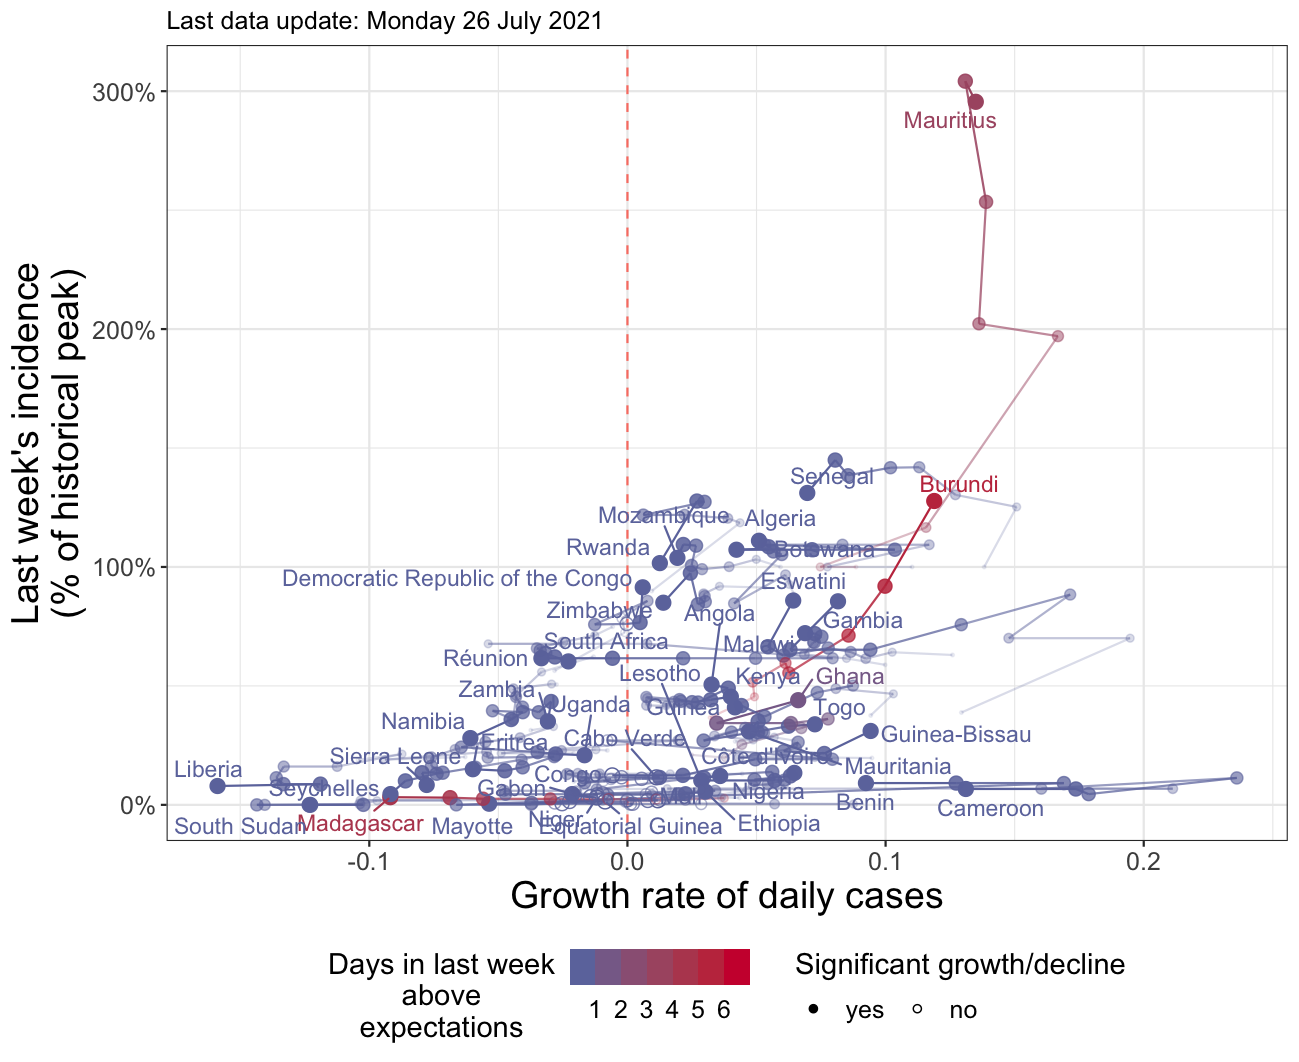 Last data update: Monday 26 July 2021
Last week's incidence
(% of historical peak)
300%
200%
100%
0%
Mauritius
Senegal
Burundi
Mozambique
Algeria
Rwanda
Botswana
Democratic Republic of the Congo
Eswatini
Zimbabwe
Angola
Gambia
South Africa
Malawi
Réunion
Lesotho
Kenya
Ghana
Zambia
Uganda
Guinea
Togo
Namibia
Guinea-Bissau
Eritrea
Cabo Verde
Sierra Leone
Côte d'Ivoire
Mauritania
Liberia
Congo
Seychelles
Gabon
Mali
Nigeria
Benin
Cameroon
South Sudan
Madagascar
Mayotte
Niger
Equatorial Guinea
Ethiopia
-0.1
0.0
0.1
0.2
Growth rate of daily cases
Days in last week
above
expectations
1 2 3 4 5 6
Significant growth/decline
yes
no